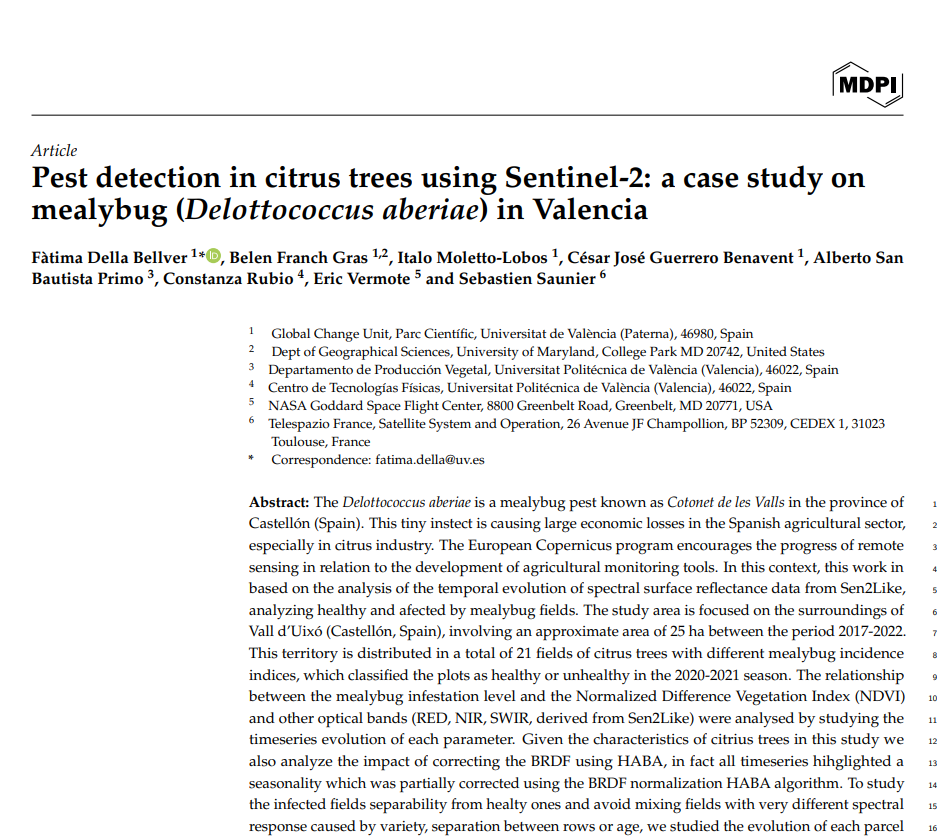 MDPI
Article
Pest detection in citrus trees using Sentinel-2: a case study on
mealybug (Delottococcus aberiae) in Valencia
Fàtima Della Bellver 1* iD, Belen Franch Gras 1,2, Italo Moletto-Lobos 1, César José Guerrero Benavent 1, Alberto San
Bautista Primo 3, Constanza Rubio 4, Eric Vermote 5 and Sebastien Saunier 6
1 Global Change Unit, Parc Científic, Universitat de València (Paterna), 46980, Spain
2 Dept of Geographical Sciences, University of Maryland, College Park MD 20742, United States
3 Departamento de Producción Vegetal, Universitat Politécnica de València (Valencia), 46022, Spain
4 Centro de Tecnologías Físicas, Universitat Politécnica de València (Valencia), 46022, Spain
5 NASA Goddard Space Flight Center, 8800 Greenbelt Road, Greenbelt, MD 20771, USA
6 Telespazio France, Satellite System and Operation, 26 Avenue JF Champollion, BP 52309, CEDEX 1, 31023
Toulouse, France
* Correspondence: fatima.della@uv.es
Abstract: The Delottococcus aberiae is a mealybug pest known as Cotonet de les Valls in the province of 1
Castellón (Spain). This tiny instect is causing large economic losses in the Spanish agricultural sector, 2
especially in citrus industry. The European Copernicus program encourages the progress of remote 3
sensing in relation to the development of agricultural monitoring tools. In this context, this work in 4
based on the analysis of the temporal evolution of spectral surface reflectance data from Sen2Like, 5
analyzing healthy and afected by mealybug fields. The study area is focused on the surroundings of 6
Vall d'Uixó (Castellón, Spain), involving an approximate area of 25 ha between the period 2017-2022. 7
This territory is distributed in a total of 21 fields of citrus trees with different mealybug incidence 8
indices, which classified the plots as healthy or unhealthy in the 2020-2021 season. The relationship 9
between the mealybug infestation level and the Normalized Difference Vegetation Index (NDVI) 10
and other optical bands (RED, NIR, SWIR, derived from Sen2Like) were analysed by studying the 11
timeseries evolution of each parameter. Given the characteristics of citrius trees in this study we 12
also analyze the impact of correcting the BRDF using HABA, in fact all timeseries hihglighted a 13
seasonality which was partially corrected using the BRDF normalization HABA algorithm. To study 14
the infected fields separability from healty ones and avoid mixing fields with very different spectral 15
response caused by variety, separation between rows or age, we studied the evolution of each parcel 16